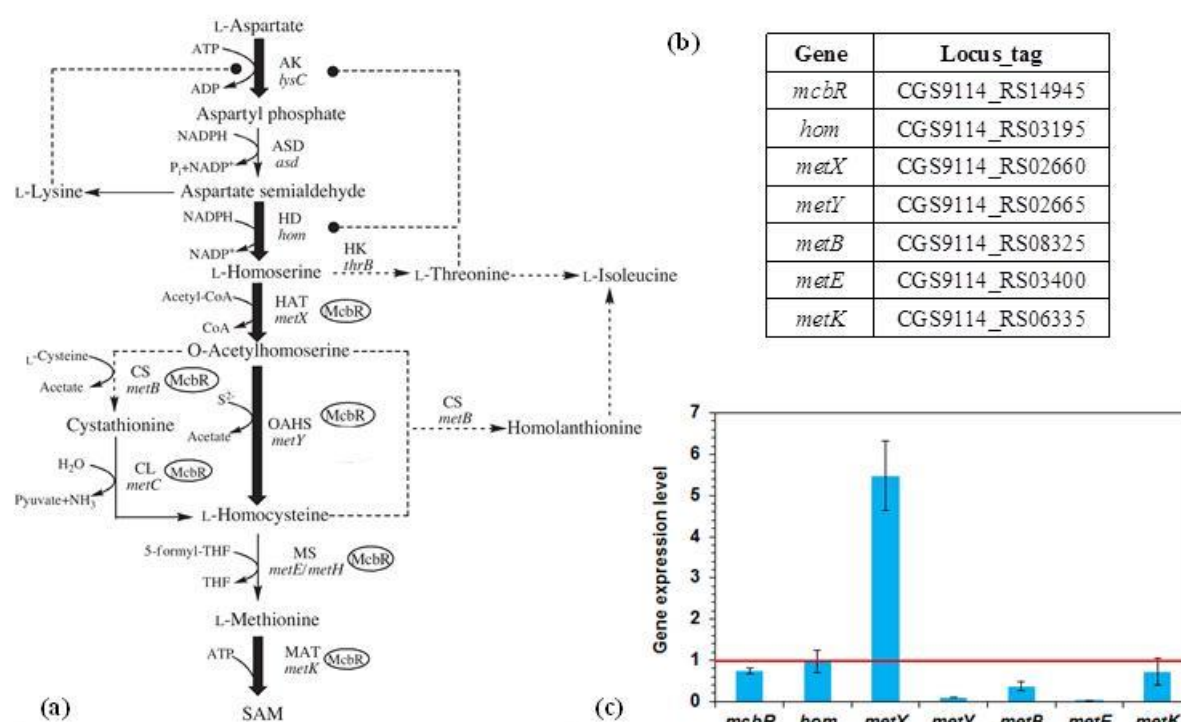 L-Aspartate
ATP
AK
lysC
ADP
Aspartyl phosphate
NADPH
ASD
asd
Pi+NADP+
L-Lysine
Aspartate semialdehyde
NADPH
HD
hom
NADP+
HK
thrB
L-Homoserine
L-Threonine
L-Isoleucine
Acetyl-CoA
HAT
metX
McbR
CoA
O-Acetylhomoserine
L-Cysteine
CS
metB
McbR
Acetate
S2-
OAHS
metY
McbR
Acetate
CS
metB
Cystathionine
Homolanthionine
H2O
CL
metC
McbR
Pyuvate+NH3
L-Homocysteine
5-formyl-THF
MS
metE/metH
McbR
THF
L-Methionine
ATP
MAT
metK
McbR
SAM
(a)
(b)
Gene Locus_tag
mcbR CGS9114_RS14945
hom CGS9114_RS03195
metX CGS9114_RS02660
metY CGS9114_RS02665
metB CGS9114_RS08325
metE CGS9114_RS03400
metK CGS9114_RS06335
(c)
Gene expression level
7
6
5
4
3
2
1
0
mcbR hom metX metY metB metE metK